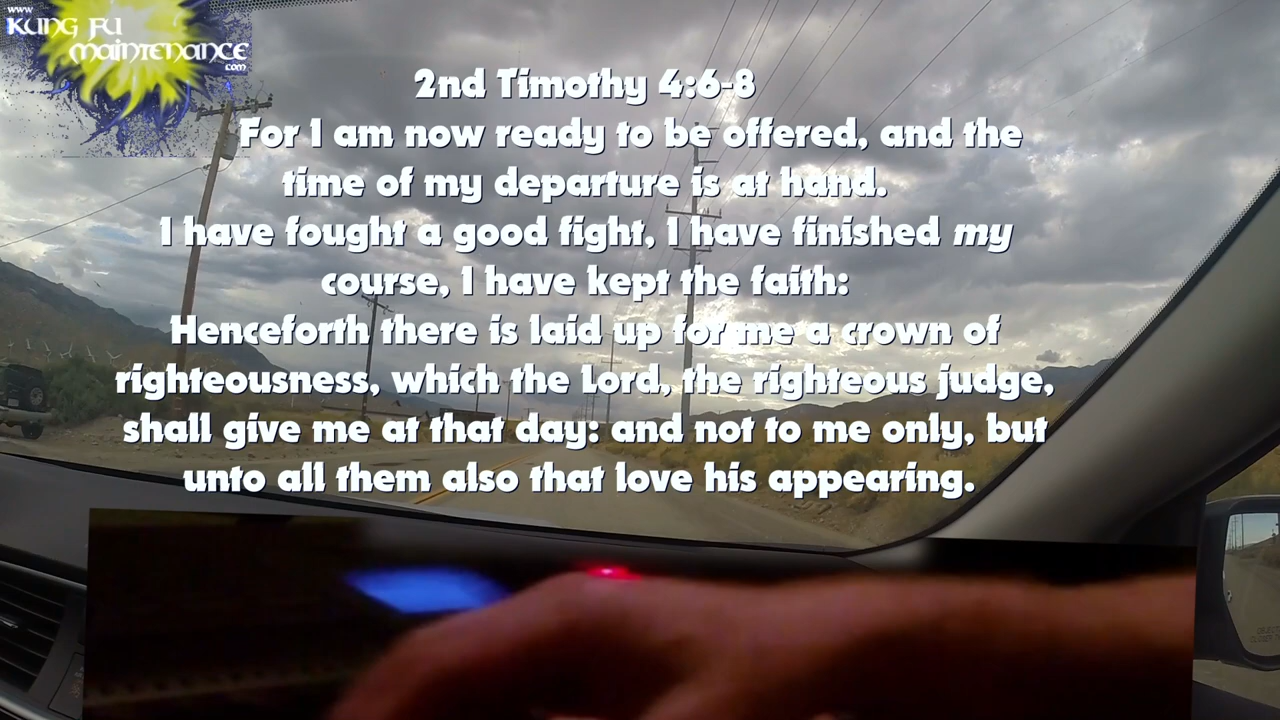 www
KUNG FU
MAINTENANCE
.com
2nd Timothy 4:6-8
For I am now ready to be offered, and the
time of my departure is at hand.
I have fought a good fight, I have finished my
course, I have kept the faith:
Henceforth there is laid up for me a crown of
righteousness, which the Lord, the righteous judge,
shall give me at that day: and not to me only, but
unto all them also that love his appearing.